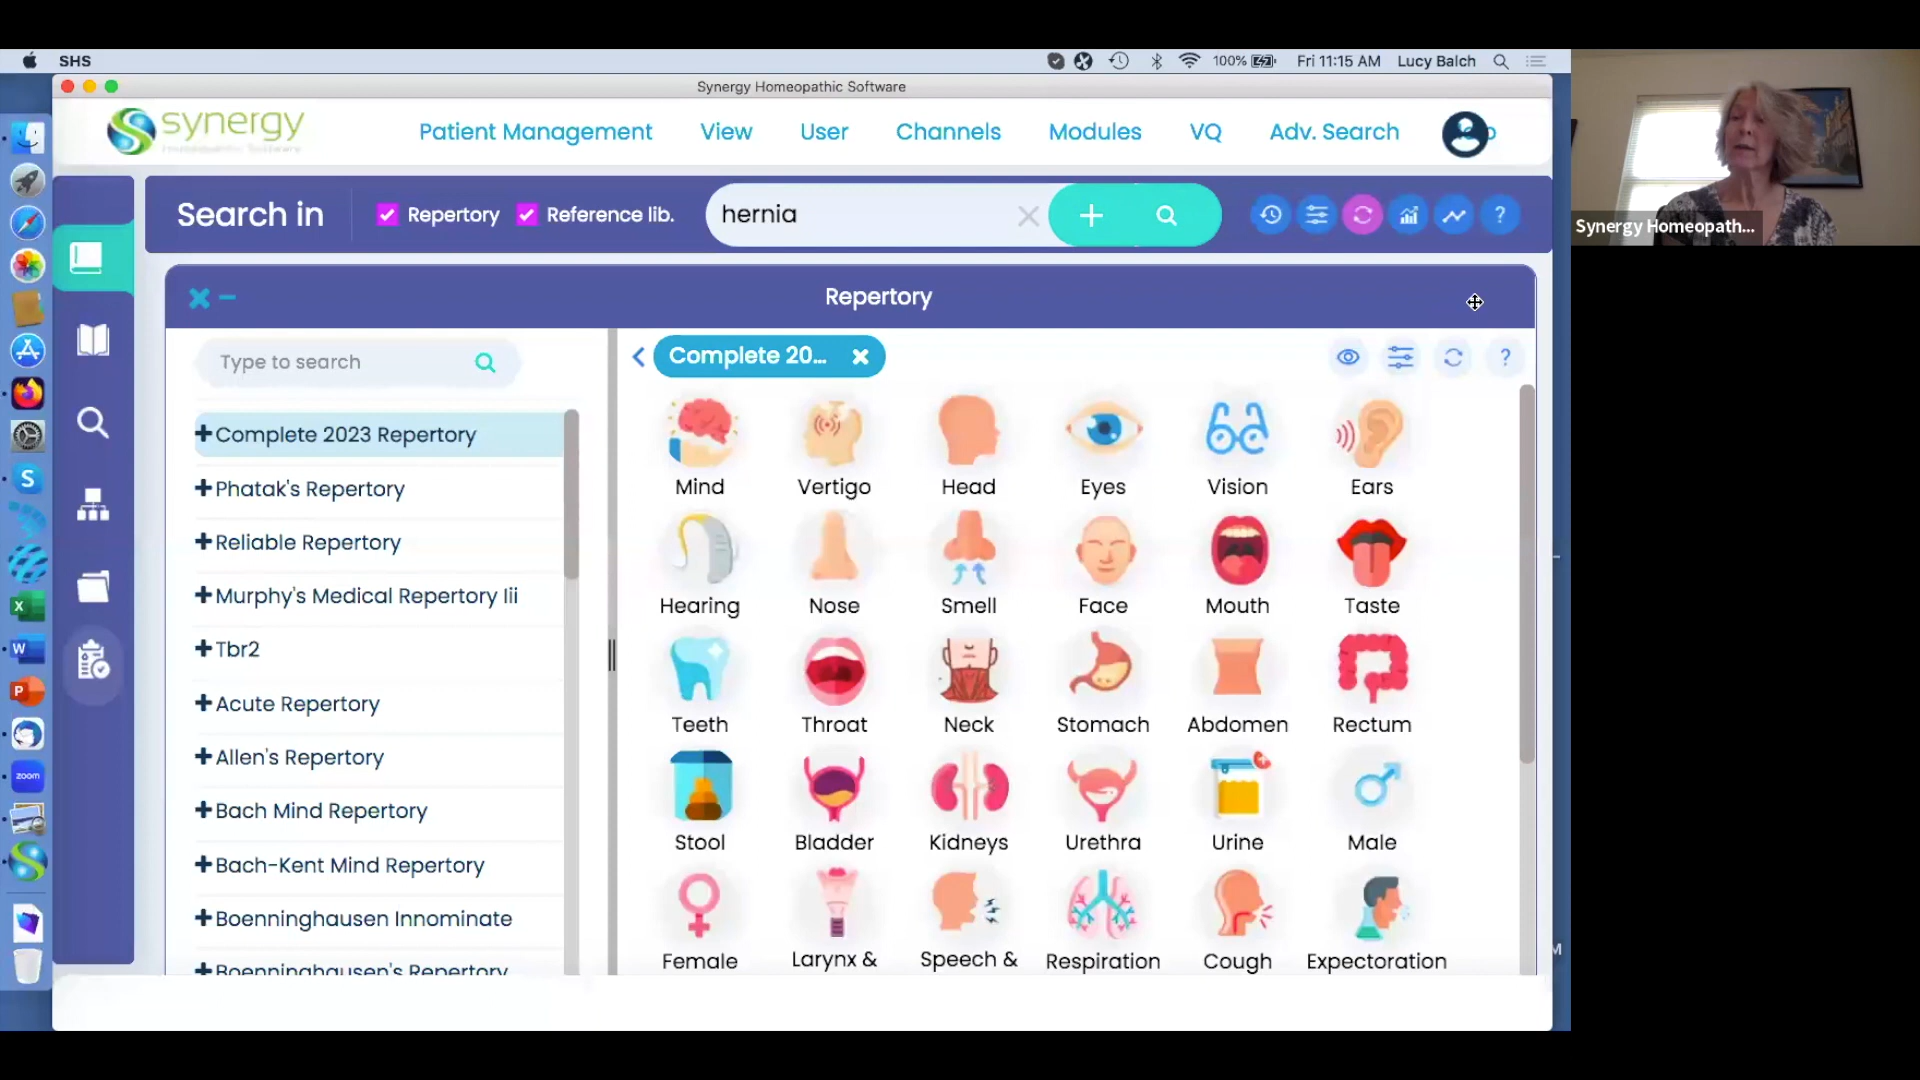 SHS
100%
Fri 11:15 AM
Lucy Balch
Synergy Homeopathic Software
synergy
Patient Management
View
User
Channels
Modules
VQ
Adv. Search
Search in
Repertory
Reference lib.
hernia
?
Synergy Homeopath...
Repertory
Type to search
Complete 20...
?
Complete 2023 Repertory
Phatak's Repertory
Reliable Repertory
Murphy's Medical Repertory Iii
Tbr2
Acute Repertory
Allen's Repertory
Bach Mind Repertory
Bach-Kent Mind Repertory
Boenninghausen Innominate
Boenninghausen's Repertory
Mind
Vertigo
Head
Eyes
Vision
Ears
Hearing
Nose
Smell
Face
Mouth
Taste
Teeth
Throat
Neck
Stomach
Abdomen
Rectum
Stool
Bladder
Kidneys
Urethra
Urine
Male
Female
Larynx &
Speech &
Respiration
Cough
Expectoration
zoom